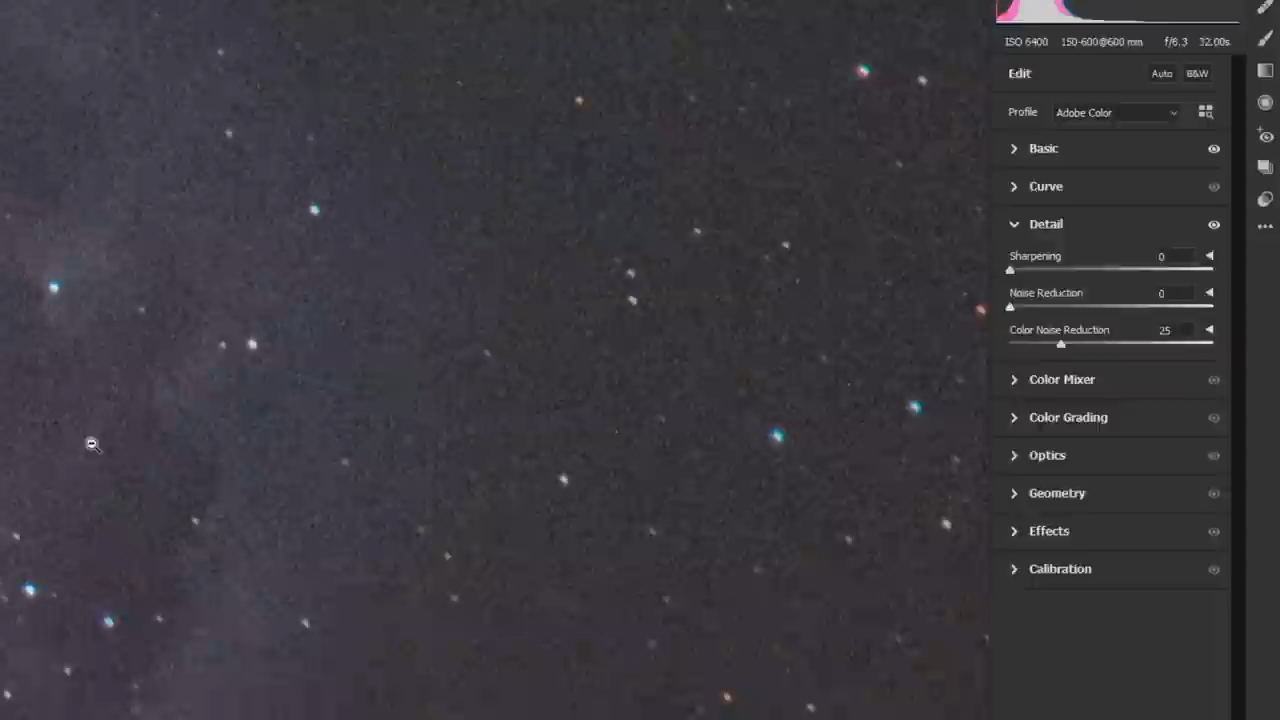 ISO 6400 150-600@600 mm f/6.3 32.00s
Edit Auto B&W
Profile Adobe Color
Basic
Curve
Detail
Sharpening 0
Noise Reduction 0
Color Noise Reduction 25
Color Mixer
Color Grading
Optics
Geometry
Effects
Calibration